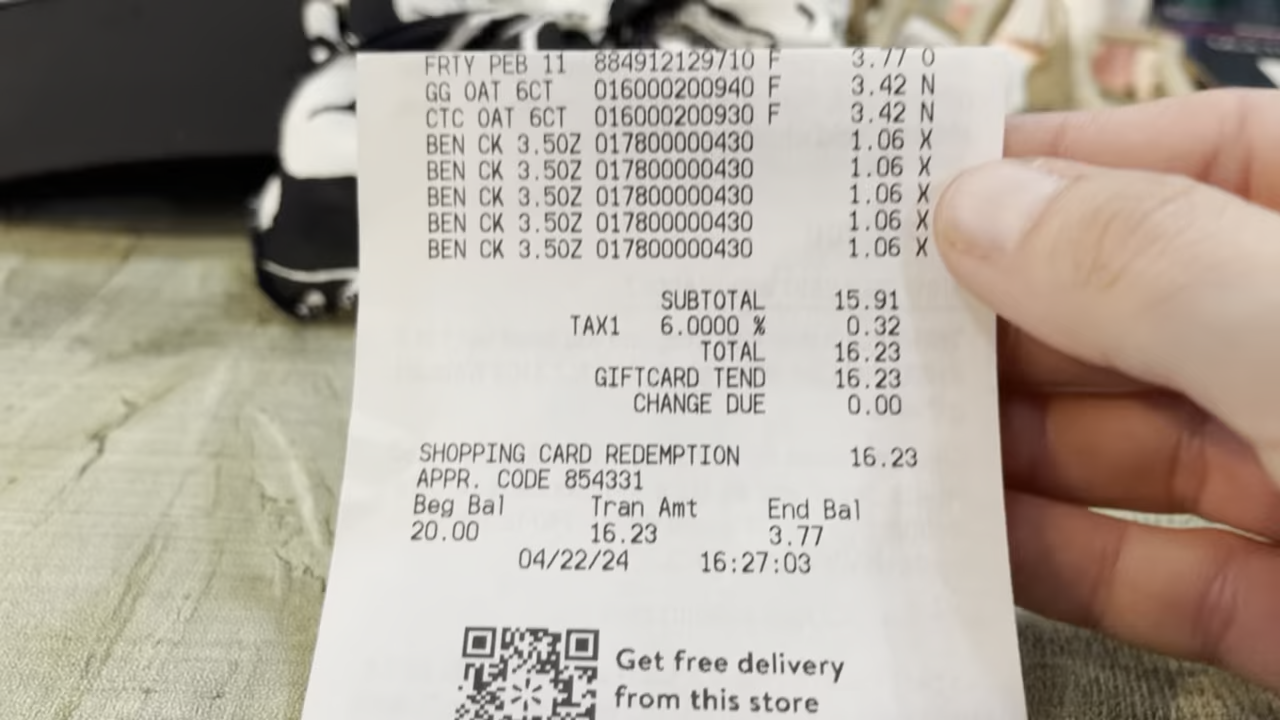 FRTY PEB 11 884912129710 F 3.77 O
GG OAT 6CT 016000200940 F 3.42 N
CTC OAT 6CT 016000200930 F 3.42 N
BEN CK 3.5OZ 017800000430 1.06 X
BEN CK 3.5OZ 017800000430 1.06 X
BEN CK 3.5OZ 017800000430 1.06 X
BEN CK 3.5OZ 017800000430 1.06 X
BEN CK 3.5OZ 017800000430 1.06 X
SUBTOTAL 15.91
TAX1 6.0000 % 0.32
TOTAL 16.23
GIFTCARD TEND 16.23
CHANGE DUE 0.00
SHOPPING CARD REDEMPTION 16.23
APPR. CODE 854331
Beg Bal Tran Amt End Bal
20.00 16.23 3.77
04/22/24 16:27:03
Get free delivery
from this store